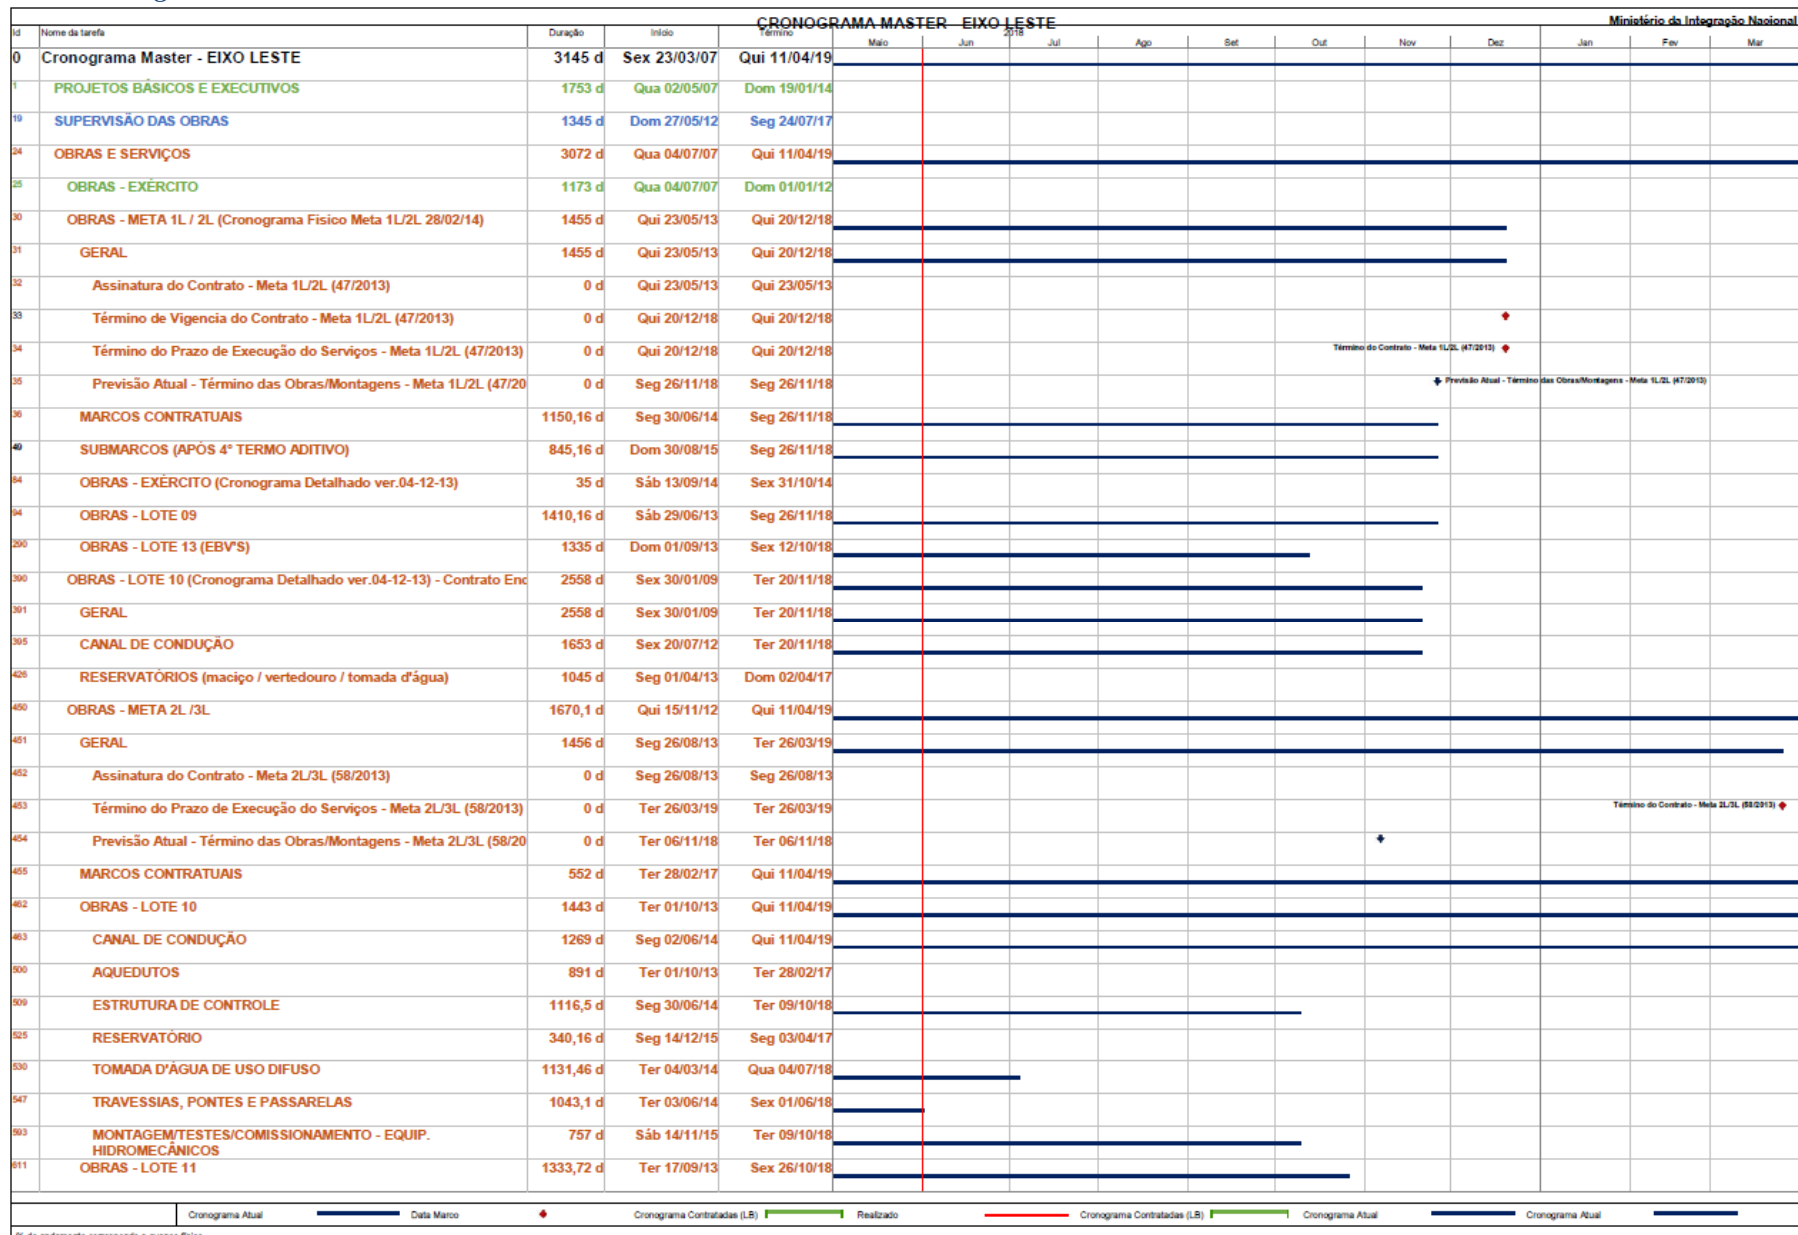 CRONOGRAMA MASTER - EIXO LESTE
Ministério da Integração Nacional
Id Nome da tarefa Duração Início Término 2018
Maio Jun Jul Ago Set Out Nov Dez Jan Fev Mar
0 Cronograma Master - EIXO LESTE 3145 d Sex 23/03/07 Qui 11/04/19
1 PROJETOS BÁSICOS E EXECUTIVOS 1753 d Qua 02/05/07 Dom 19/01/14
19 SUPERVISÃO DAS OBRAS 1345 d Dom 27/05/12 Seg 24/07/17
24 OBRAS E SERVIÇOS 3072 d Qua 04/07/07 Qui 11/04/19
25 OBRAS - EXÉRCITO 1173 d Qua 04/07/07 Dom 01/01/12
30 OBRAS - META 1L / 2L (Cronograma Fisico Meta 1L/2L 28/02/14) 1455 d Qui 23/05/13 Qui 20/12/18
31 GERAL 1455 d Qui 23/05/13 Qui 20/12/18
32 Assinatura do Contrato - Meta 1L/2L (47/2013) 0 d Qui 23/05/13 Qui 23/05/13
33 Término de Vigencia do Contrato - Meta 1L/2L (47/2013) 0 d Qui 20/12/18 Qui 20/12/18
34 Término do Prazo de Execução do Serviços - Meta 1L/2L (47/2013) 0 d Qui 20/12/18 Qui 20/12/18 Término do Contrato - Meta 1L/2L (47/2013)
35 Previsão Atual - Término das Obras/Montagens - Meta 1L/2L (47/20 0 d Seg 26/11/18 Seg 26/11/18 Previsão Atual - Término das Obras/Montagens - Meta 1L/2L (47/2013)
36 MARCOS CONTRATUAIS 1150,16 d Seg 30/06/14 Seg 26/11/18
49 SUBMARCOS (APÓS 4º TERMO ADITIVO) 845,16 d Dom 30/08/15 Seg 26/11/18
84 OBRAS - EXÉRCITO (Cronograma Detalhado ver.04-12-13) 35 d Sáb 13/09/14 Sex 31/10/14
94 OBRAS - LOTE 09 1410,16 d Sáb 29/06/13 Seg 26/11/18
290 OBRAS - LOTE 13 (EBV'S) 1335 d Dom 01/09/13 Sex 12/10/18
390 OBRAS - LOTE 10 (Cronograma Detalhado ver.04-12-13) - Contrato Enc 2558 d Sex 30/01/09 Ter 20/11/18
391 GERAL 2558 d Sex 30/01/09 Ter 20/11/18
395 CANAL DE CONDUÇÃO 1653 d Sex 20/07/12 Ter 20/11/18
426 RESERVATÓRIOS (maciço / vertedouro / tomada d'água) 1045 d Seg 01/04/13 Dom 02/04/17
450 OBRAS - META 2L /3L 1670,1 d Qui 15/11/12 Qui 11/04/19
451 GERAL 1456 d Seg 26/08/13 Ter 26/03/19
452 Assinatura do Contrato - Meta 2L/3L (58/2013) 0 d Seg 26/08/13 Seg 26/08/13
453 Término do Prazo de Execução do Serviços - Meta 2L/3L (58/2013) 0 d Ter 26/03/19 Ter 26/03/19 Término do Contrato - Meta 2L/3L (58/2013)
454 Previsão Atual - Término das Obras/Montagens - Meta 2L/3L (58/20 0 d Ter 06/11/18 Ter 06/11/18
455 MARCOS CONTRATUAIS 552 d Ter 28/02/17 Qui 11/04/19
462 OBRAS - LOTE 10 1443 d Ter 01/10/13 Qui 11/04/19
463 CANAL DE CONDUÇÃO 1269 d Seg 02/06/14 Qui 11/04/19
500 AQUEDUTOS 891 d Ter 01/10/13 Ter 28/02/17
509 ESTRUTURA DE CONTROLE 1116,5 d Seg 30/06/14 Ter 09/10/18
525 RESERVATÓRIO 340,16 d Seg 14/12/15 Seg 03/04/17
530 TOMADA D'ÁGUA DE USO DIFUSO 1131,46 d Ter 04/03/14 Qua 04/07/18
547 TRAVESSIAS, PONTES E PASSARELAS 1043,1 d Ter 03/06/14 Sex 01/06/18
593 MONTAGEM/TESTES/COMISSIONAMENTO - EQUIP. 757 d Sáb 14/11/15 Ter 09/10/18
HIDROMECÂNICOS
611 OBRAS - LOTE 11 1333,72 d Ter 17/09/13 Sex 26/10/18
Cronograma Atual Data Marco Cronograma Contratadas (LB) Realizado Cronograma Contratadas (LB) Cronograma Atual Cronograma Atual